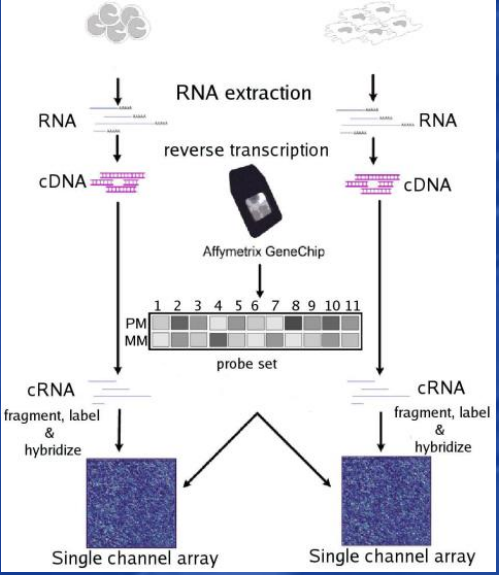 RNA extraction
RNA
RNA
reverse transcription
cDNA
cDNA
Affymetrix GeneChip
1 2 3 4 5 6 7 8 9 10 11
PM
MM
probe set
cRNA
fragment, label
&
hybridize
cRNA
fragment, label
&
hybridize
Single channel array
Single channel array